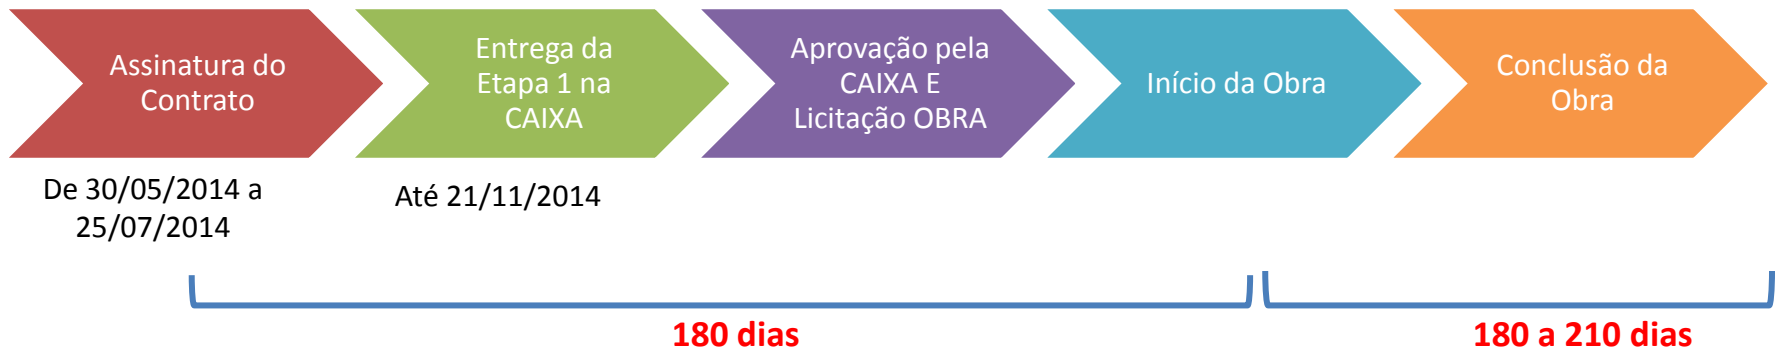 Assinatura do
Contrato
Entrega da
Etapa 1 na
CAIXA
Aprovação pela
CAIXA E
Licitação OBRA
Início da Obra
Conclusão da
Obra
De 30/05/2014 a
25/07/2014
Até 21/11/2014
180 dias
180 a 210 dias